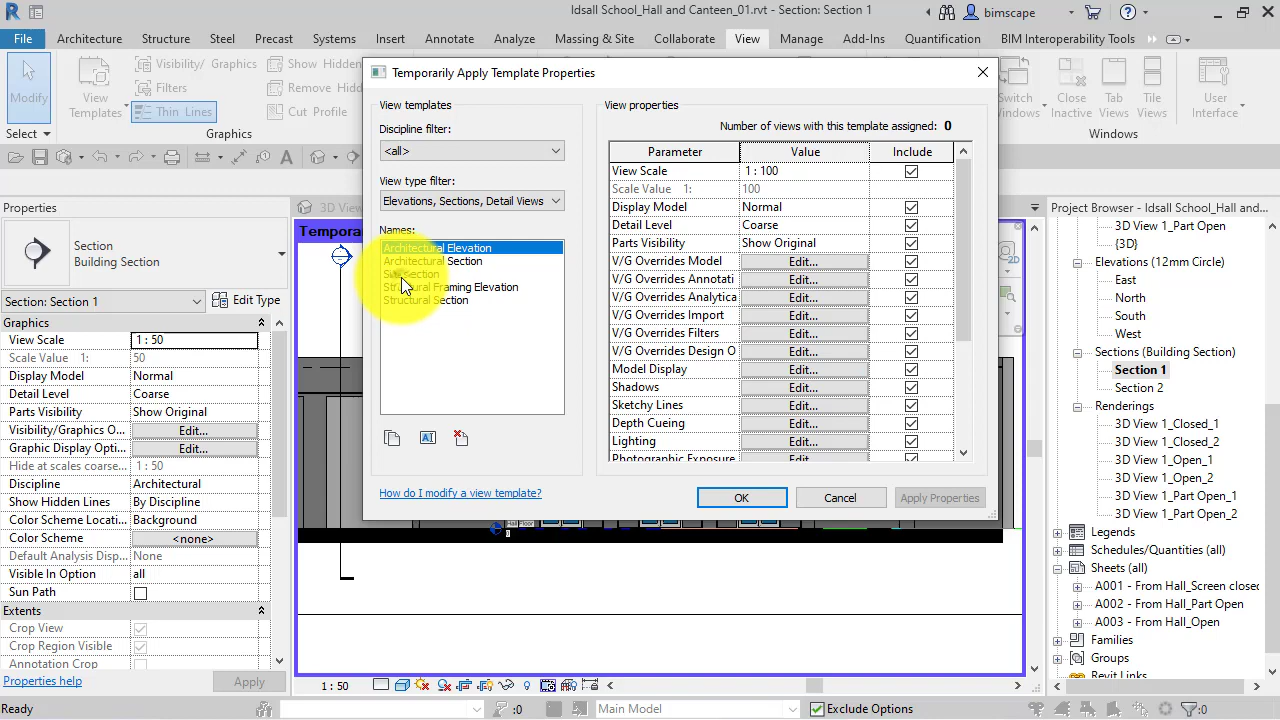 Idsall School_Hall and Canteen_01.rvt - Section: Section 1
bimscape
File Architecture Structure Steel Precast Systems Insert Annotate Analyze Massing & Site Collaborate View Manage Add-Ins Quantification BIM Interoperability Tools
Modify
View Templates
Visibility/ Graphics
Filters
Thin Lines
Show Hidden
Remove Hidd
Cut Profile
Switch Windows
Close Inactive
Tab Views
Tile Views
User Interface
Select
Graphics
Windows
Properties
Section
Building Section
Section: Section 1
Edit Type
Graphics
View Scale 1 : 50
Scale Value 1: 50
Display Model Normal
Detail Level Coarse
Parts Visibility Show Original
Visibility/Graphics O... Edit...
Graphic Display Option... Edit...
Hide at scales coarse... 1 : 50
Discipline Architectural
Show Hidden Lines By Discipline
Color Scheme Locati... Background
Color Scheme <none>
Default Analysis Disp... None
Visible In Option all
Sun Path
Extents
Crop View
Crop Region Visible
Annotation Crop
Properties help
Apply
3D View
Tempora
Temporarily Apply Template Properties
View templates
Discipline filter:
<all>
View type filter:
Elevations, Sections, Detail Views
Names:
Architectural Elevation
Architectural Section
Structural Framing Elevation
Structural Section
How do I modify a view template?
View properties
Number of views with this template assigned: 0
Parameter Value Include
View Scale 1 : 100
Scale Value 1: 100
Display Model Normal
Detail Level Coarse
Parts Visibility Show Original
V/G Overrides Model Edit...
V/G Overrides Annotati Edit...
V/G Overrides Analytica Edit...
V/G Overrides Import Edit...
V/G Overrides Filters Edit...
V/G Overrides Design O Edit...
Model Display Edit...
Shadows Edit...
Sketchy Lines Edit...
Depth Cueing Edit...
Lighting Edit...
Photographic Exposure Edit...
OK Cancel Apply Properties
Project Browser - Idsall School_Hall and...
3D View 1_Part Open
{3D}
Elevations (12mm Circle)
East
North
South
West
Sections (Building Section)
Section 1
Section 2
Renderings
3D View 1_Closed_1
3D View 1_Closed_2
3D View 1_Open_1
3D View 1_Open_2
3D View 1_Part Open_1
3D View 1_Part Open_2
Legends
Schedules/Quantities (all)
Sheets (all)
A001 - From Hall_Screen closed
A002 - From Hall_Part Open
A003 - From Hall_Open
Families
Groups
Revit Links
1 : 50
Ready
:0
Main Model
Exclude Options
:0